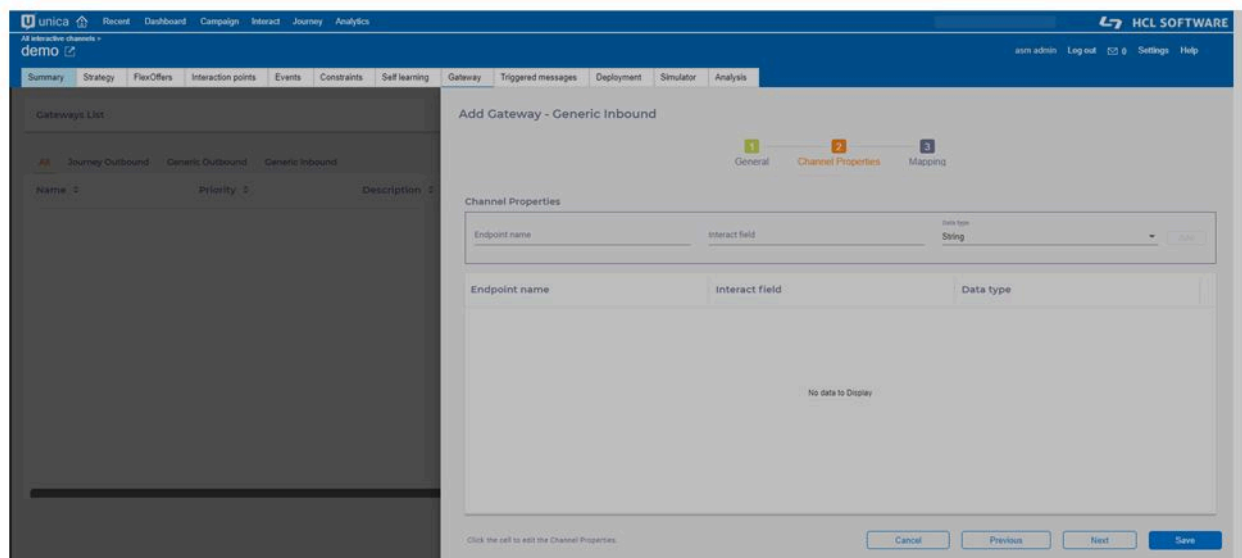 unica Recent Dashboard Campaign Interact Journey Analytics HCL SOFTWARE
All interactive channels >
demo asm admin Log out 0 Settings Help
Summary Strategy FlexOffers Interaction points Events Constraints Self learning Gateway Triggered messages Deployment Simulator Analysis
Gateways List
All Journey Outbound Generic Outbound Generic Inbound
Name Priority Description
Add Gateway - Generic Inbound
1 2 3
General Channel Properties Mapping
Channel Properties
Data type
Endpoint name Interact field String Add
Endpoint name Interact field Data type
No data to Display
Click the cell to edit the Channel Properties. Cancel Previous Next Save